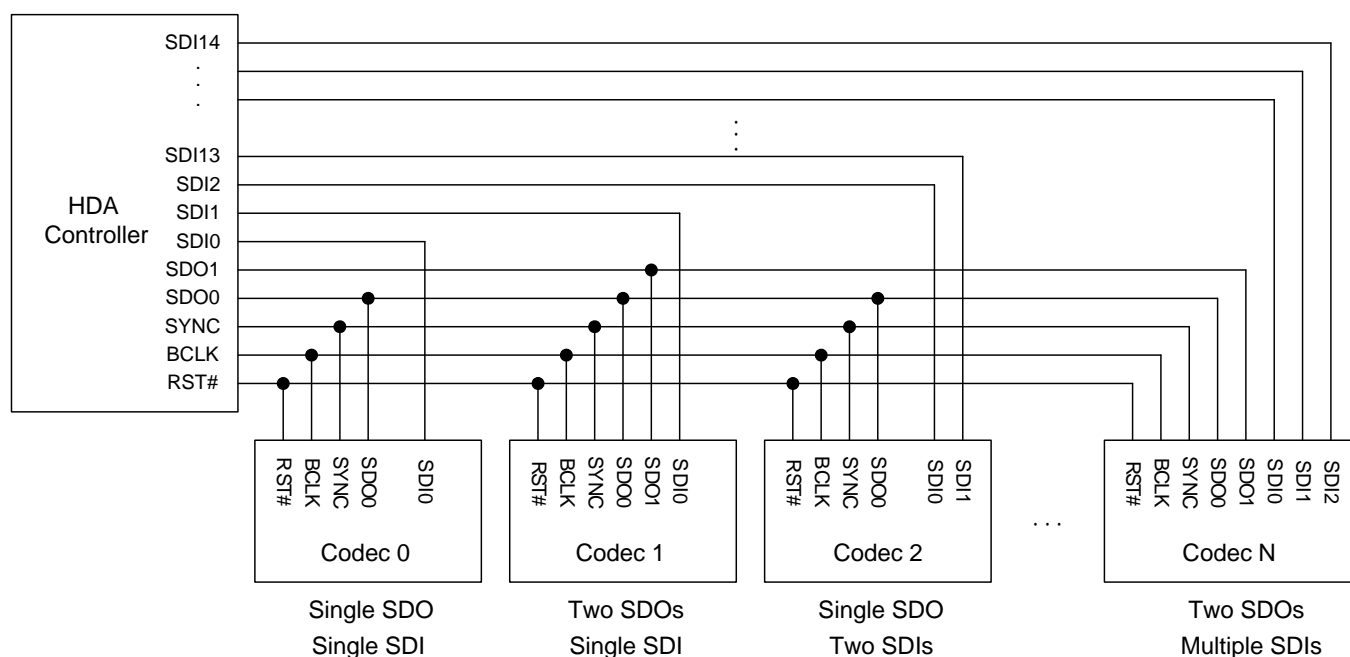 SDI14
.
.
.
SDI13
SDI2
SDI1
SDI0
SDO1
SDO0
SYNC
BCLK
RST#
HDA
Controller
.
.
.
RST#
BCLK
SYNC
SDO0
SDI0
Codec 0
Single SDO
Single SDI
RST#
BCLK
SYNC
SDO0
SDO1
SDI0
Codec 1
Two SDOs
Single SDI
RST#
BCLK
SYNC
SDO0
SDI0
SDI1
Codec 2
Single SDO
Two SDIs
. . .
RST#
BCLK
SYNC
SDO0
SDO1
SDI0
SDI1
SDI2
Codec N
Two SDOs
Multiple SDIs